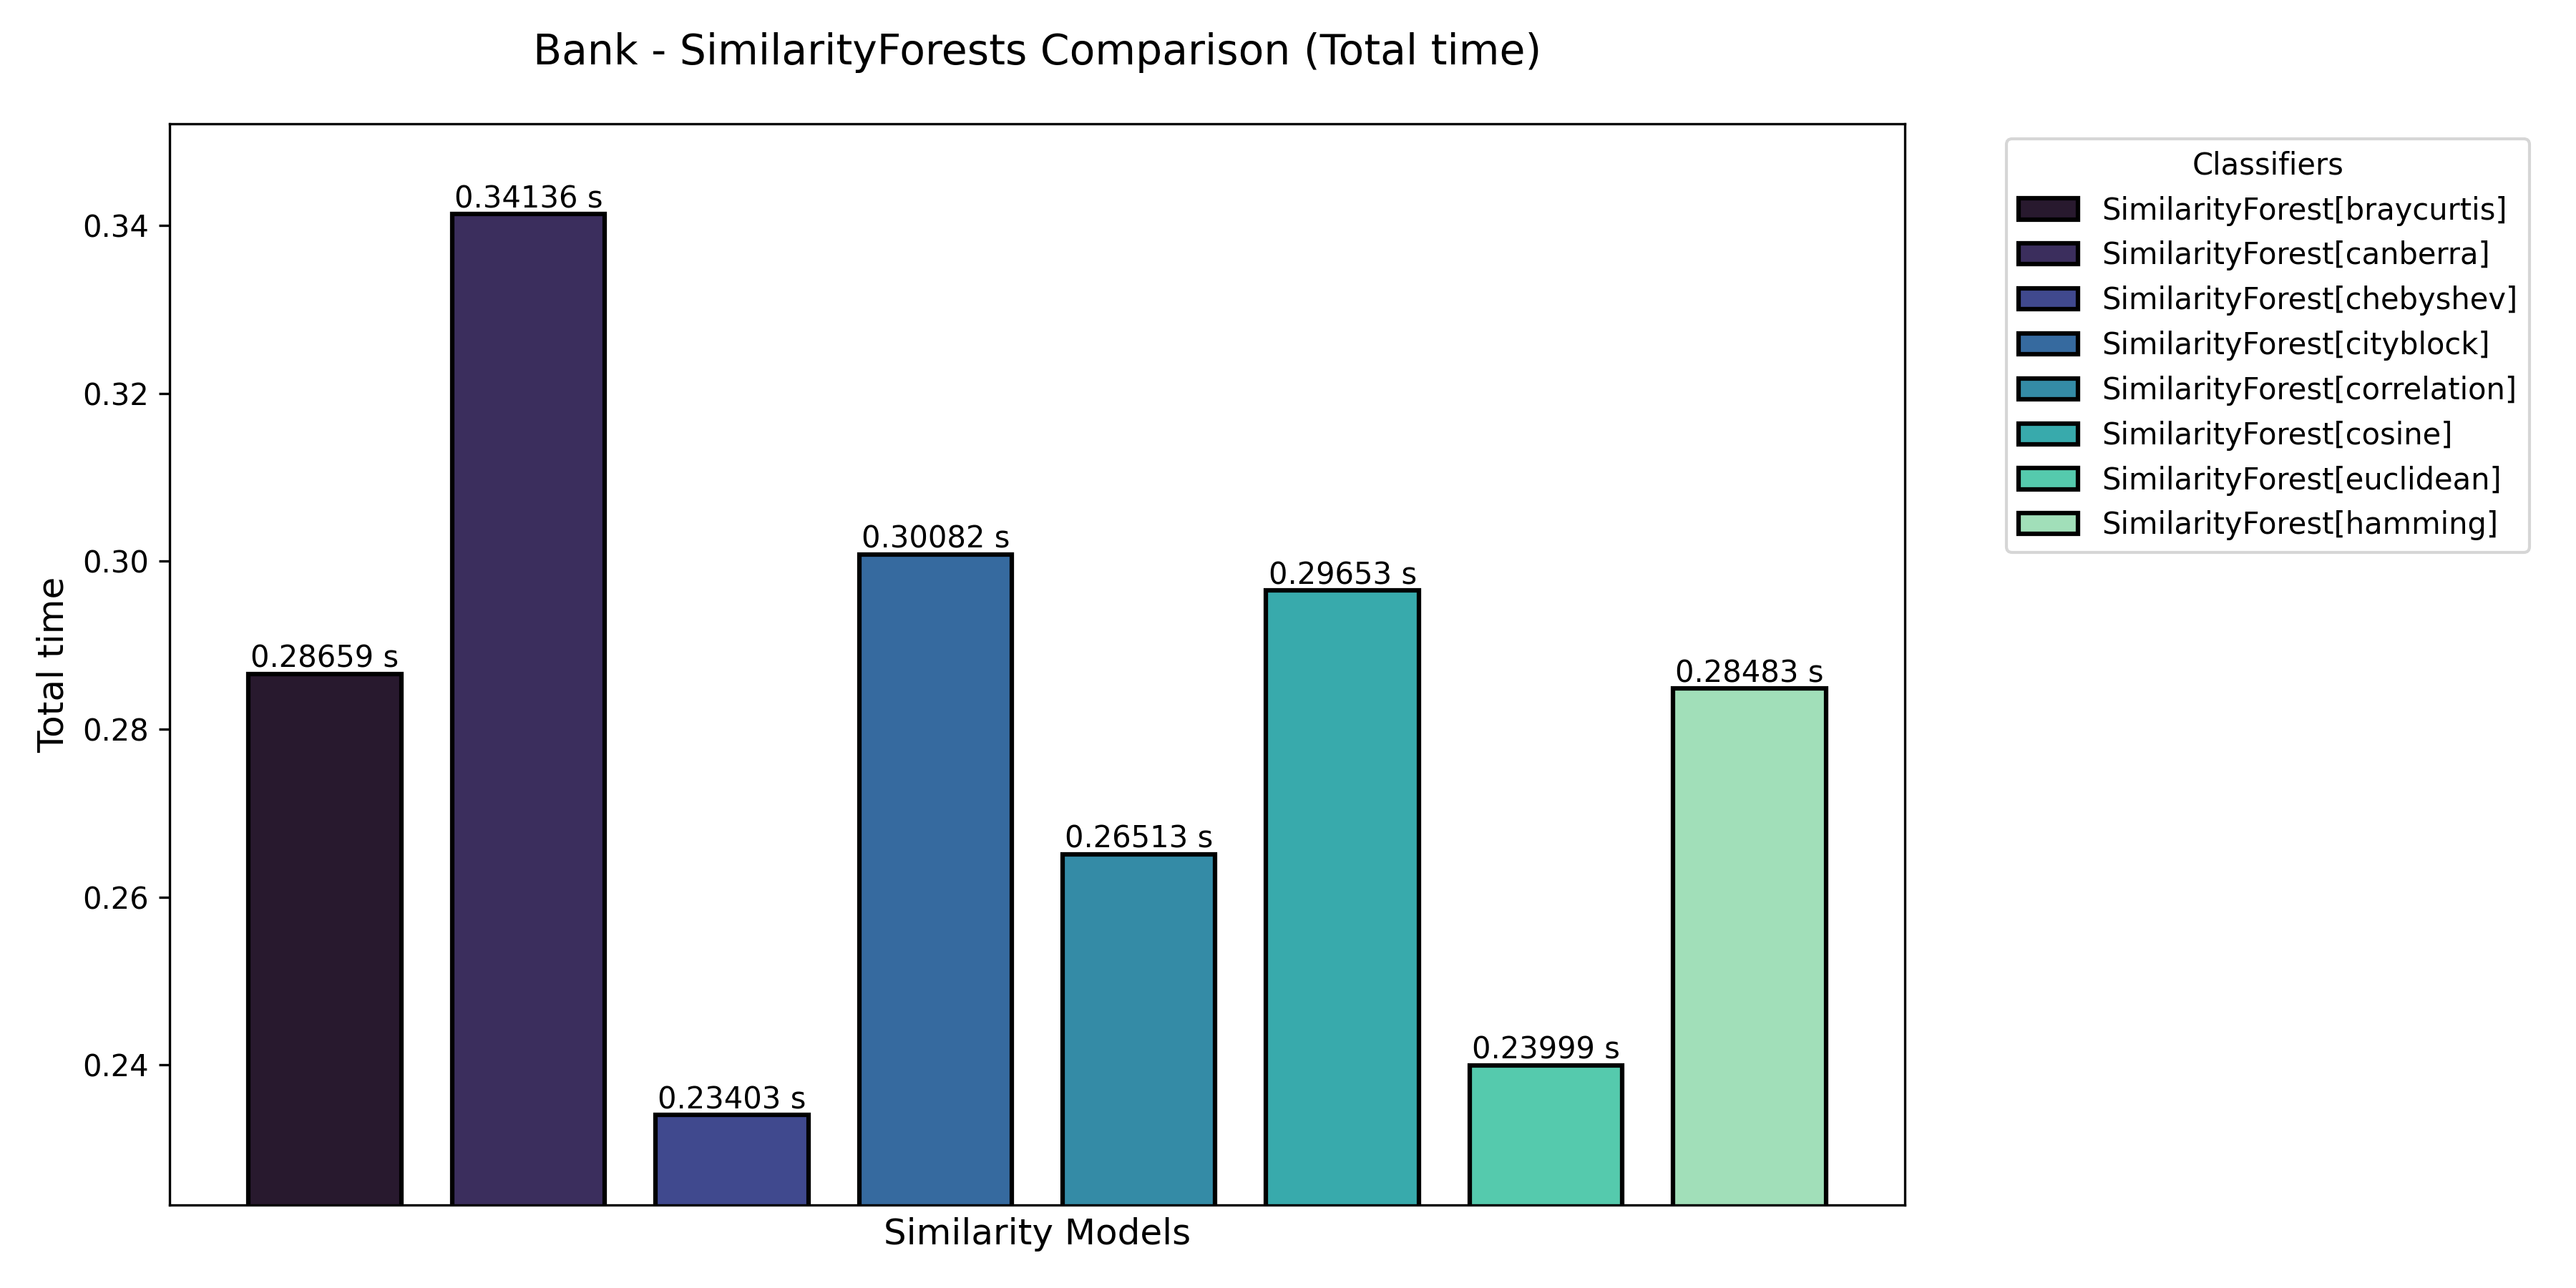 Bank - SimilarityForests Comparison (Total time)
Total time
0.34
0.32
0.30
0.28
0.26
0.24
0.28659 s
0.34136 s
0.23403 s
0.30082 s
0.26513 s
0.29653 s
0.23999 s
0.28483 s
Similarity Models
Classifiers
SimilarityForest[braycurtis]
SimilarityForest[canberra]
SimilarityForest[chebyshev]
SimilarityForest[cityblock]
SimilarityForest[correlation]
SimilarityForest[cosine]
SimilarityForest[euclidean]
SimilarityForest[hamming]